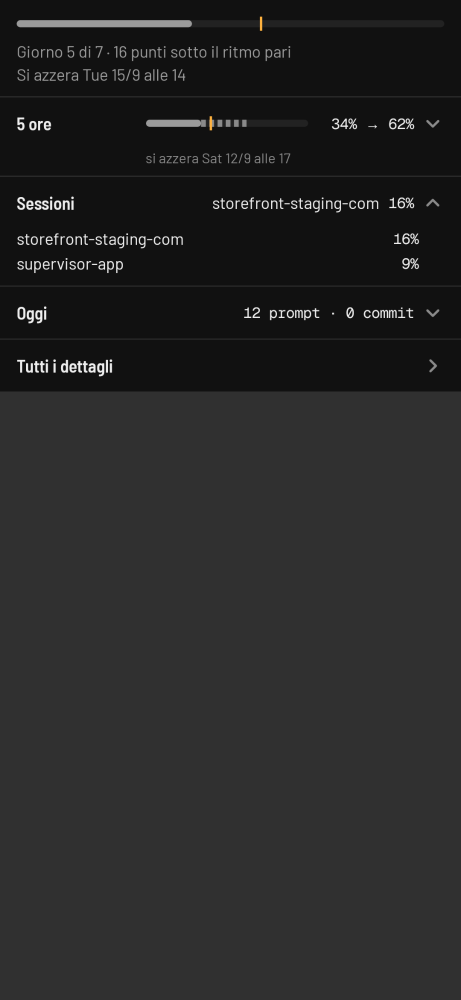 Giorno 5 di 7 · 16 punti sotto il ritmo pari
Si azzera Tue 15/9 alle 14
5 ore 34% → 62%
si azzera Sat 12/9 alle 17
Sessioni storefront-staging-com 16%
storefront-staging-com 16%
supervisor-app 9%
Oggi 12 prompt · 0 commit
Tutti i dettagli